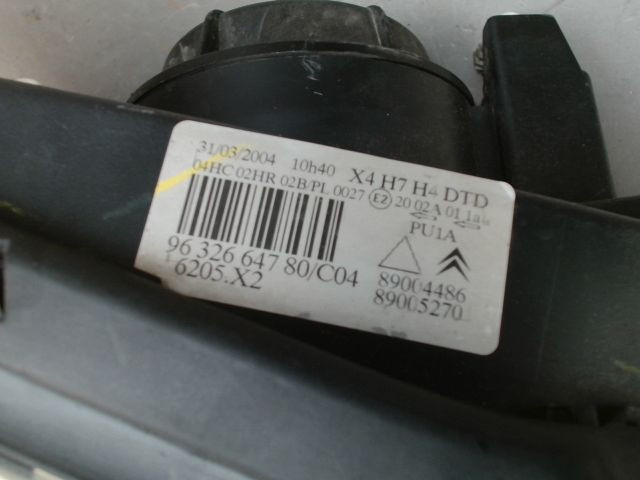 31/03/2004 10h40 X4 H7 H4 DTD
04HC 02HR 02B/PL 0027 E2 20 02 A 01 1
PU1A
96 326 647 80/C04
6205.X2
89004486
89005270